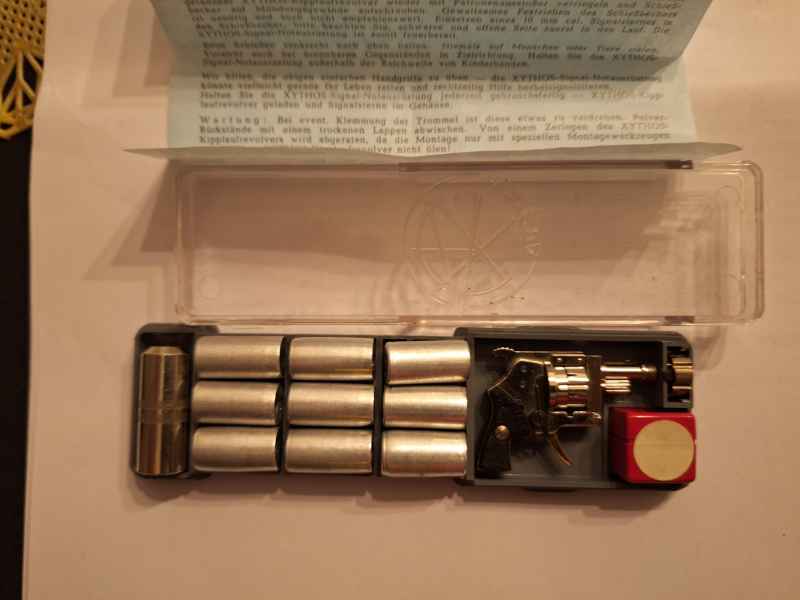 geladener XYTHOS-Kipplaufrevolver wieder mit Patronenausstoßer verriegeln und Schieß-
becher auf Mündungsgewinde aufschrauben. Gewaltsames Festziehen des Schießbechers
ist unnötig und auch nicht empfehlenswert. Einsetzen eines 10 mm cal. Signalsternes in
den Schießbecher, bitte beachten Sie, schwarze und offene Seite zuerst in den Lauf. Die
XYTHOS-Signal-Notausrüstung ist somit feuerbereit.
Beim Schießen senkrecht nach oben halten. Niemals auf Menschen oder Tiere zielen.
Vorsicht auch bei brennbaren Gegenständen in Zielrichtung. Halten Sie die XYTHOS-
Signal-Notausrüstung außerhalb der Reichweite von Kinderhänden.
Wir bitten, die obigen einfachen Handgriffe zu üben — die XYTHOS-Signal-Notausrüstung
könnte vielleicht gerade Ihr Leben retten und rechtzeitig Hilfe herbeisignalisieren.
Halten Sie die XYTHOS-Signal-Notausrüstung jederzeit gebrauchsfertig — XYTHOS-Kipp-
laufrevolver geladen und Signalsterne im Gehäuse.
Wartung: Bei event. Klemmung der Trommel ist diese etwas zu verdrehen. Pulver-
Rückstände mit einem trockenen Lappen abwischen. Von einem Zerlegen des XYTHOS-
Kipplaufrevolvers wird abgeraten, da die Montage nur mit speziellen Montagewerkzeugen
nicht ölen!